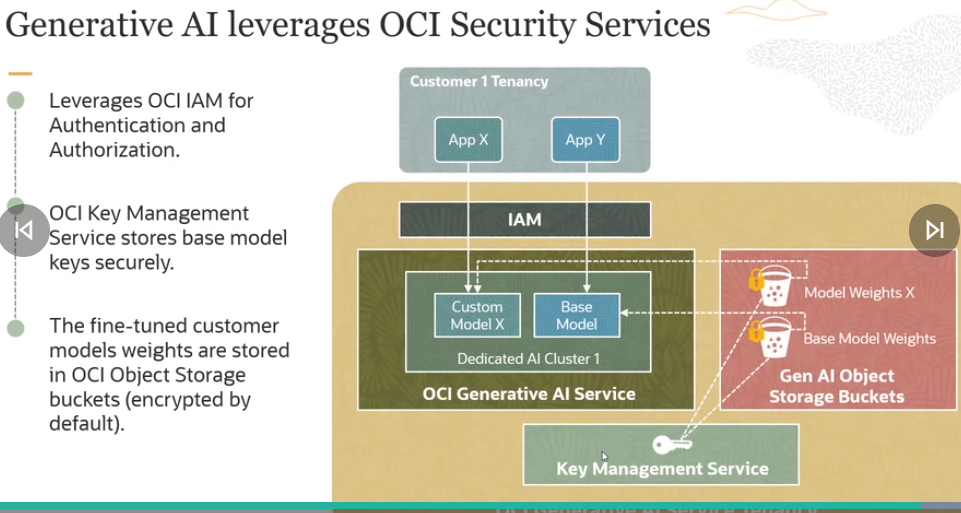 Generative AI leverages OCI Security Services
Leverages OCI IAM for
Authentication and
Authorization.
OCI Key Management
Service stores base model
keys securely.
The fine-tuned customer
models weights are stored
in OCI Object Storage
buckets (encrypted by
default).
Customer 1 Tenancy
App X
App Y
IAM
Custom
Model X
Base
Model
Dedicated AI Cluster 1
OCI Generative AI Service
Model Weights X
Base Model Weights
Gen AI Object
Storage Buckets
Key Management Service